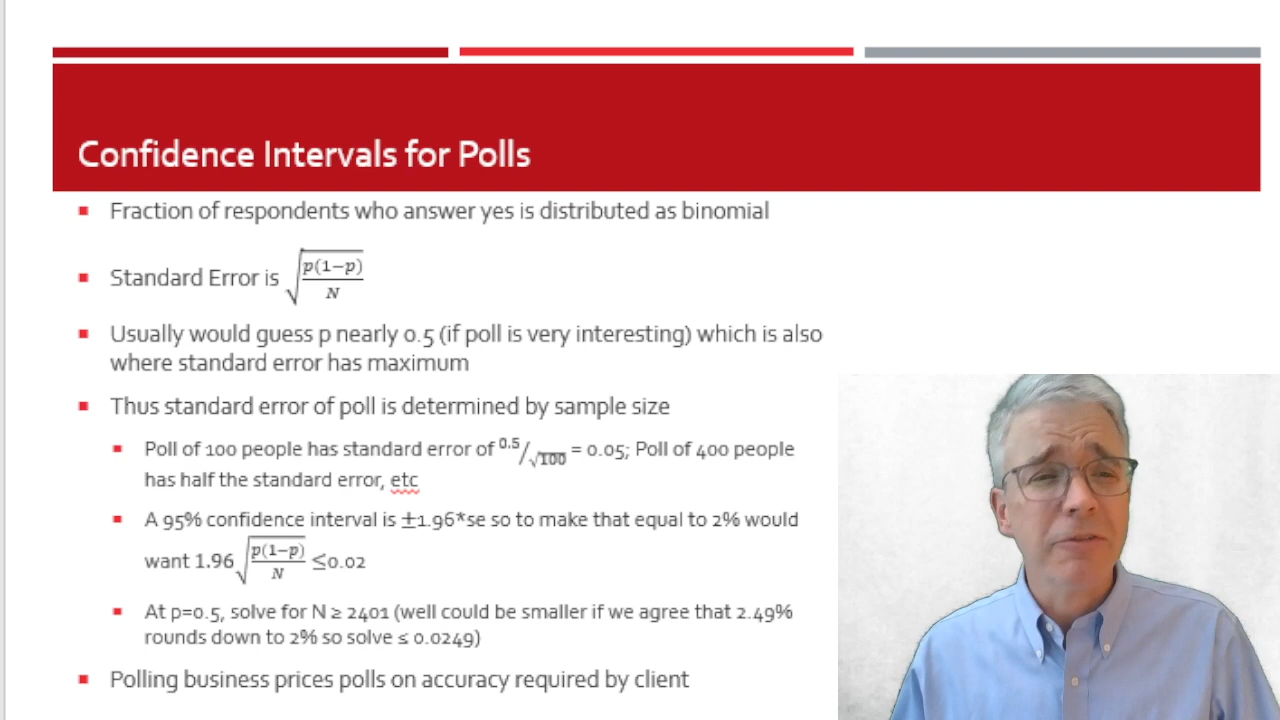 Confidence Intervals for Polls
Fraction of respondents who answer yes is distributed as binomial
Standard Error is √(p(1−p)/N)
Usually would guess p nearly 0.5 (if poll is very interesting) which is also
where standard error has maximum
Thus standard error of poll is determined by sample size
Poll of 100 people has standard error of 0.5/√100 = 0.05; Poll of 400 people
has half the standard error, etc
A 95% confidence interval is ±1.96*se so to make that equal to 2% would
want 1.96√(p(1−p)/N) ≤0.02
At p=0.5, solve for N ≥ 2401 (well could be smaller if we agree that 2.49%
rounds down to 2% so solve ≤ 0.0249)
Polling business prices polls on accuracy required by client